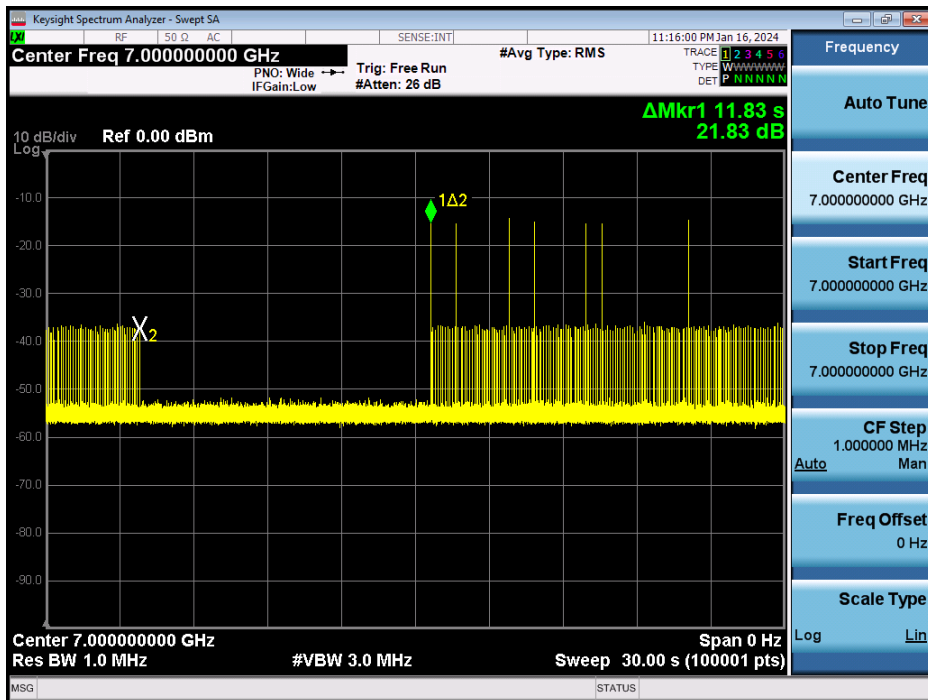 Keysight Spectrum Analyzer - Swept SA
LXI RF 50 Ω AC SENSE:INT 11:16:00 PM Jan 16, 2024
Center Freq 7.000000000 GHz
PNO: Wide
IFGain:Low
Trig: Free Run
#Atten: 26 dB
#Avg Type: RMS
TRACE 1 2 3 4 5 6
TYPE WWWWWW
DET P N N N N N
ΔMkr1 11.83 s
21.83 dB
10 dB/div Ref 0.00 dBm
Log
-10.0
-20.0
-30.0
-40.0
-50.0
-60.0
-70.0
-80.0
-90.0
1Δ2
X2
Center 7.000000000 GHz Span 0 Hz
Res BW 1.0 MHz #VBW 3.0 MHz Sweep 30.00 s (100001 pts)
MSG STATUS
Frequency
Auto Tune
Center Freq
7.000000000 GHz
Start Freq
7.000000000 GHz
Stop Freq
7.000000000 GHz
CF Step
1.000000 MHz
Auto Man
Freq Offset
0 Hz
Scale Type
Log Lin